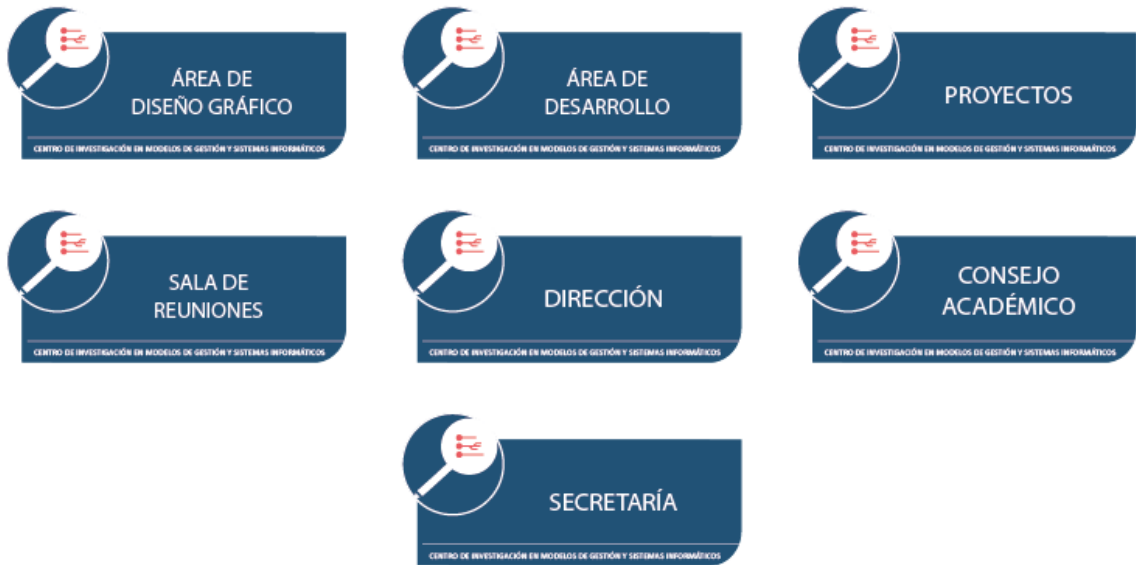 ÁREA DE
DISEÑO GRÁFICO
CENTRO DE INVESTIGACIÓN EN MODELOS DE GESTIÓN Y SISTEMAS INFORMÁTICOS
ÁREA DE
DESARROLLO
CENTRO DE INVESTIGACIÓN EN MODELOS DE GESTIÓN Y SISTEMAS INFORMÁTICOS
PROYECTOS
CENTRO DE INVESTIGACIÓN EN MODELOS DE GESTIÓN Y SISTEMAS INFORMÁTICOS
SALA DE
REUNIONES
CENTRO DE INVESTIGACIÓN EN MODELOS DE GESTIÓN Y SISTEMAS INFORMÁTICOS
DIRECCIÓN
CENTRO DE INVESTIGACIÓN EN MODELOS DE GESTIÓN Y SISTEMAS INFORMÁTICOS
CONSEJO
ACADÉMICO
CENTRO DE INVESTIGACIÓN EN MODELOS DE GESTIÓN Y SISTEMAS INFORMÁTICOS
SECRETARÍA
CENTRO DE INVESTIGACIÓN EN MODELOS DE GESTIÓN Y SISTEMAS INFORMÁTICOS